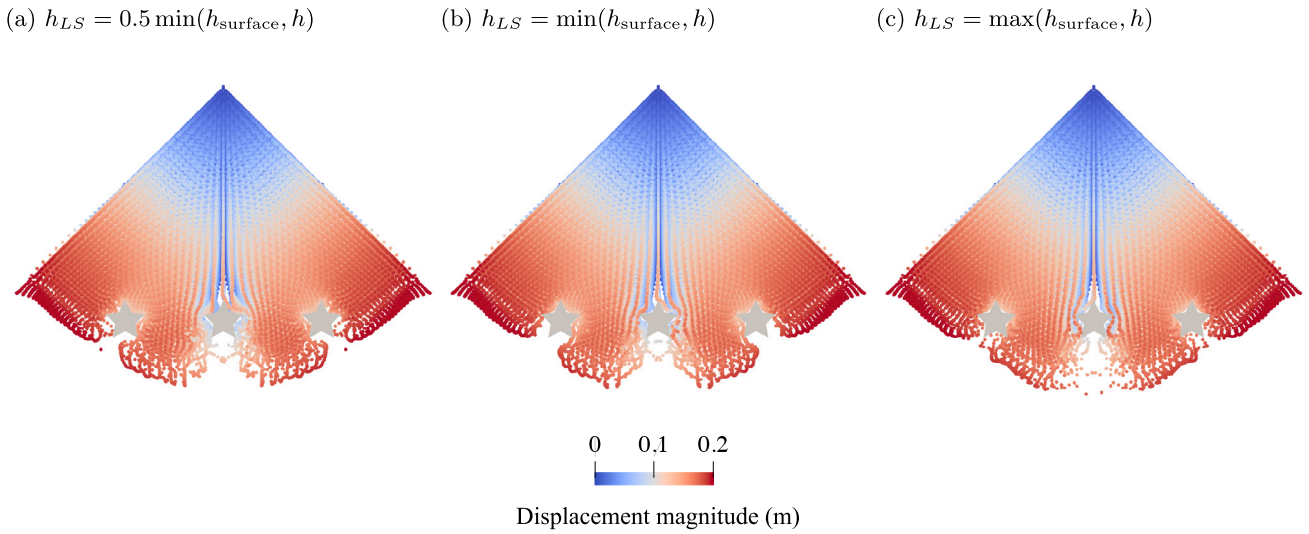 (a) $h_{LS} = 0.5 \min(h_{\text{surface}}, h)$
(b) $h_{LS} = \min(h_{\text{surface}}, h)$
(c) $h_{LS} = \max(h_{\text{surface}}, h)$
0 0.1 0.2
Displacement magnitude (m)